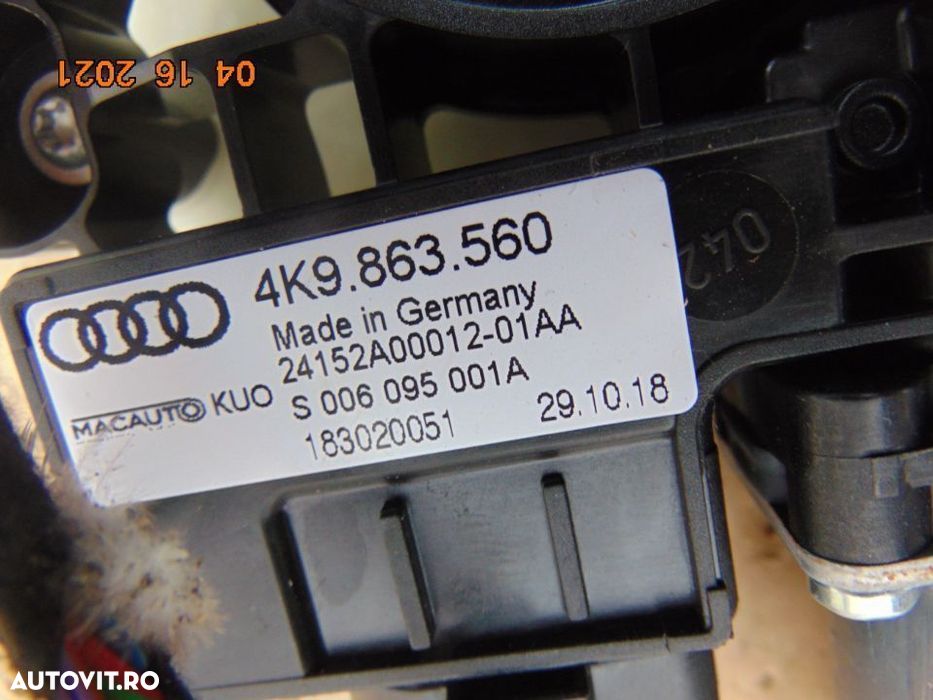 04 16 2021
4K9.863.560
Made in Germany
24152A00012-01AA
MACAUTO KUO
S 006 095 001A
183020051
29.10.18
042
AUTOVIT.RO